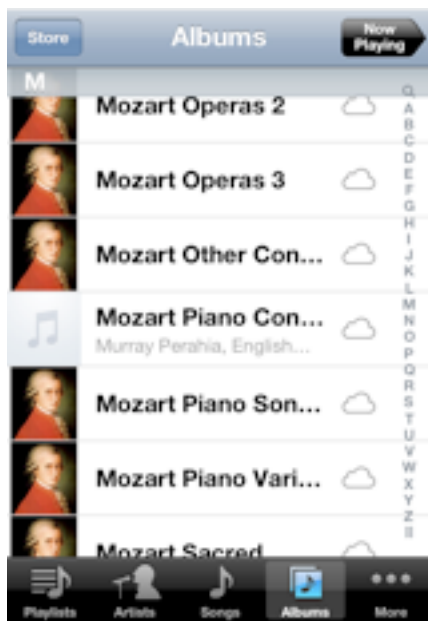 Store
Albums
Now
Playing
M
Mozart Operas 2
Mozart Operas 3
Mozart Other Con...
Mozart Piano Con...
Murray Perahia, English...
Mozart Piano Son...
Mozart Piano Vari...
Mozart Sacred
A
B
C
D
E
F
G
H
I
J
K
L
M
N
O
P
Q
R
S
T
U
V
W
X
Y
Z
Playlists
Artists
Songs
Albums
More